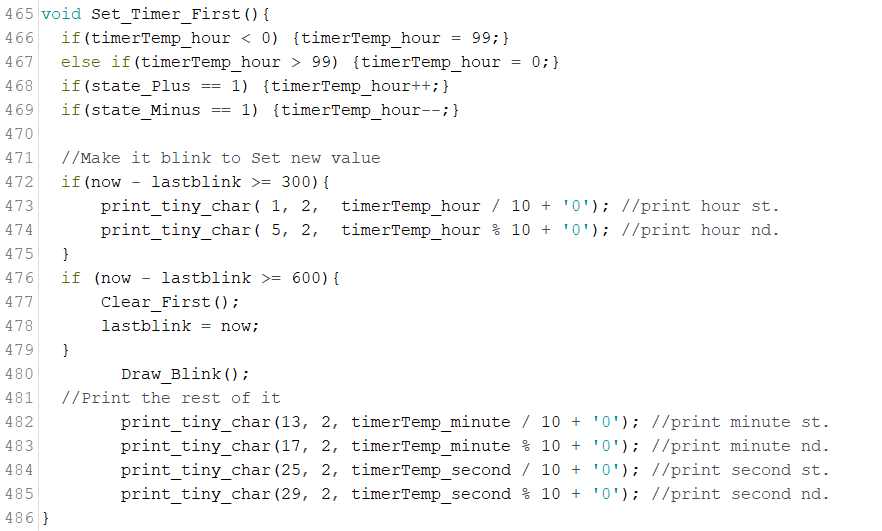 465 void Set_Timer_First(){
466   if(timerTemp_hour < 0) {timerTemp_hour = 99;}
467   else if(timerTemp_hour > 99) {timerTemp_hour = 0;}
468   if(state_Plus == 1) {timerTemp_hour++;}
469   if(state_Minus == 1) {timerTemp_hour--;}
470
471   //Make it blink to Set new value
472   if(now - lastblink >= 300){
473       print_tiny_char( 1, 2,  timerTemp_hour / 10 + '0'); //print hour st.
474       print_tiny_char( 5, 2,  timerTemp_hour % 10 + '0'); //print hour nd.
475   }
476   if (now - lastblink >= 600){
477       Clear_First();
478       lastblink = now;
479   }
480         Draw_Blink();
481   //Print the rest of it
482         print_tiny_char(13, 2, timerTemp_minute / 10 + '0'); //print minute st.
483         print_tiny_char(17, 2, timerTemp_minute % 10 + '0'); //print minute nd.
484         print_tiny_char(25, 2, timerTemp_second / 10 + '0'); //print second st.
485         print_tiny_char(29, 2, timerTemp_second % 10 + '0'); //print second nd.
486 }